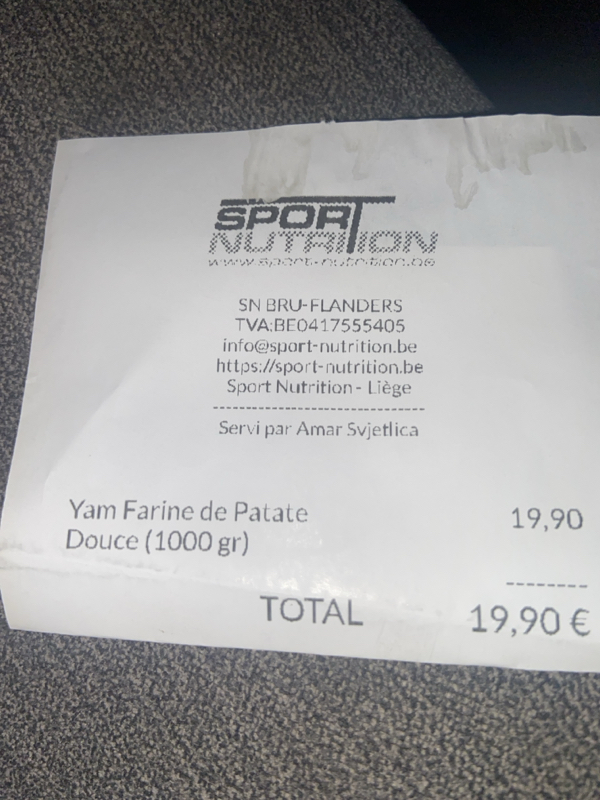 SPORT
NUTRITION
www.sport-nutrition.be
SN BRU-FLANDERS
TVA:BE0417555405
info@sport-nutrition.be
https://sport-nutrition.be
Sport Nutrition - Liège
--------------------------------
Servi par Amar Svjetlica
Yam Farine de Patate 19,90
Douce (1000 gr)
--------
TOTAL 19,90 €